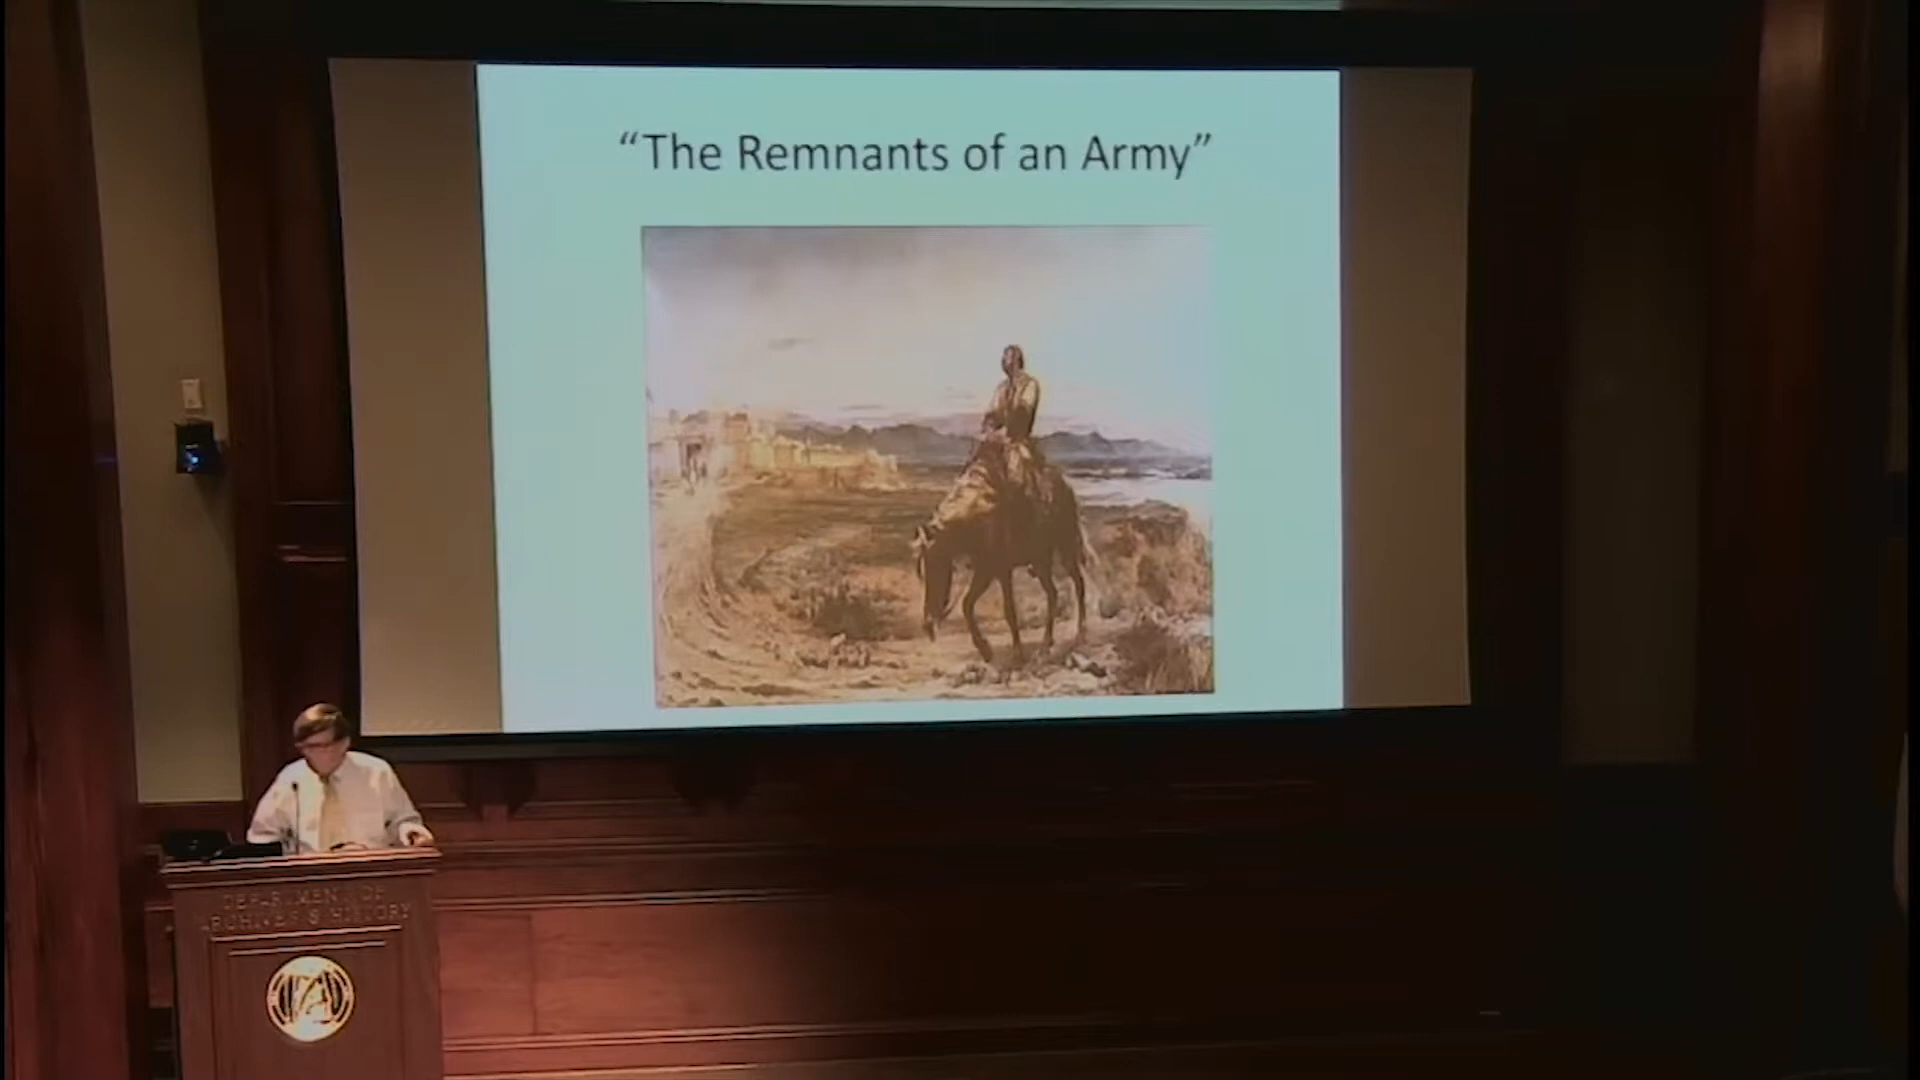 “The Remnants of an Army”
DEPARTMENT OF
ARCHIVES & HISTORY